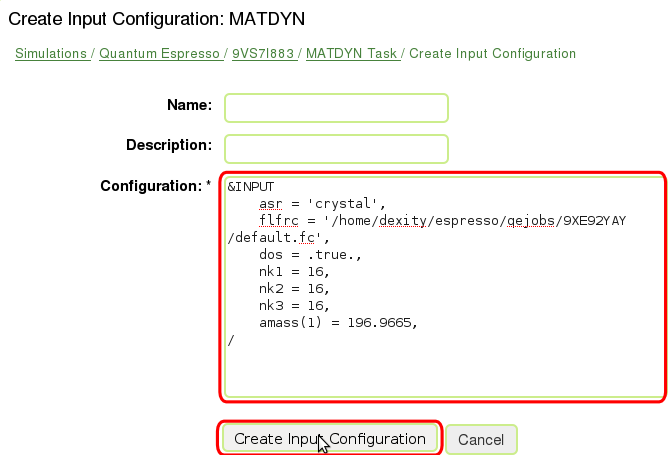 Create Input Configuration: MATDYN
Simulations / Quantum Espresso / 9VS7I883 / MATDYN Task / Create Input Configuration
Name:
Description:
Configuration: *
&INPUT
    asr = 'crystal',
    flfrc = '/home/dexity/espresso/qejobs/9XE92YAY
/default.fc',
    dos = .true.,
    nk1 = 16,
    nk2 = 16,
    nk3 = 16,
    amass(1) = 196.9665,
/
Create Input Configuration
Cancel